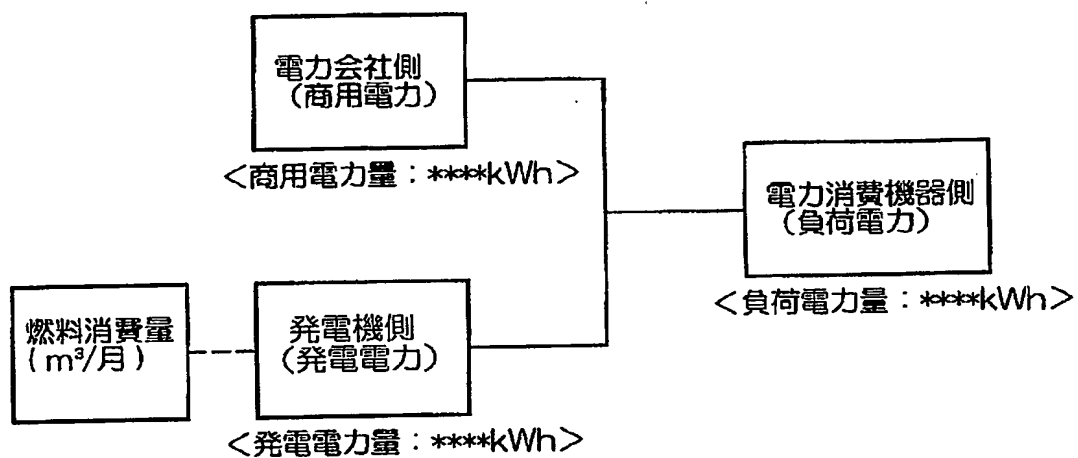 電力会社側
（商用電力）
＜商用電力量：****kWh＞
電力消費機器側
（負荷電力）
＜負荷電力量：****kWh＞
燃料消費量
（m³/月）
発電機側
（発電電力）
＜発電電力量：****kWh＞